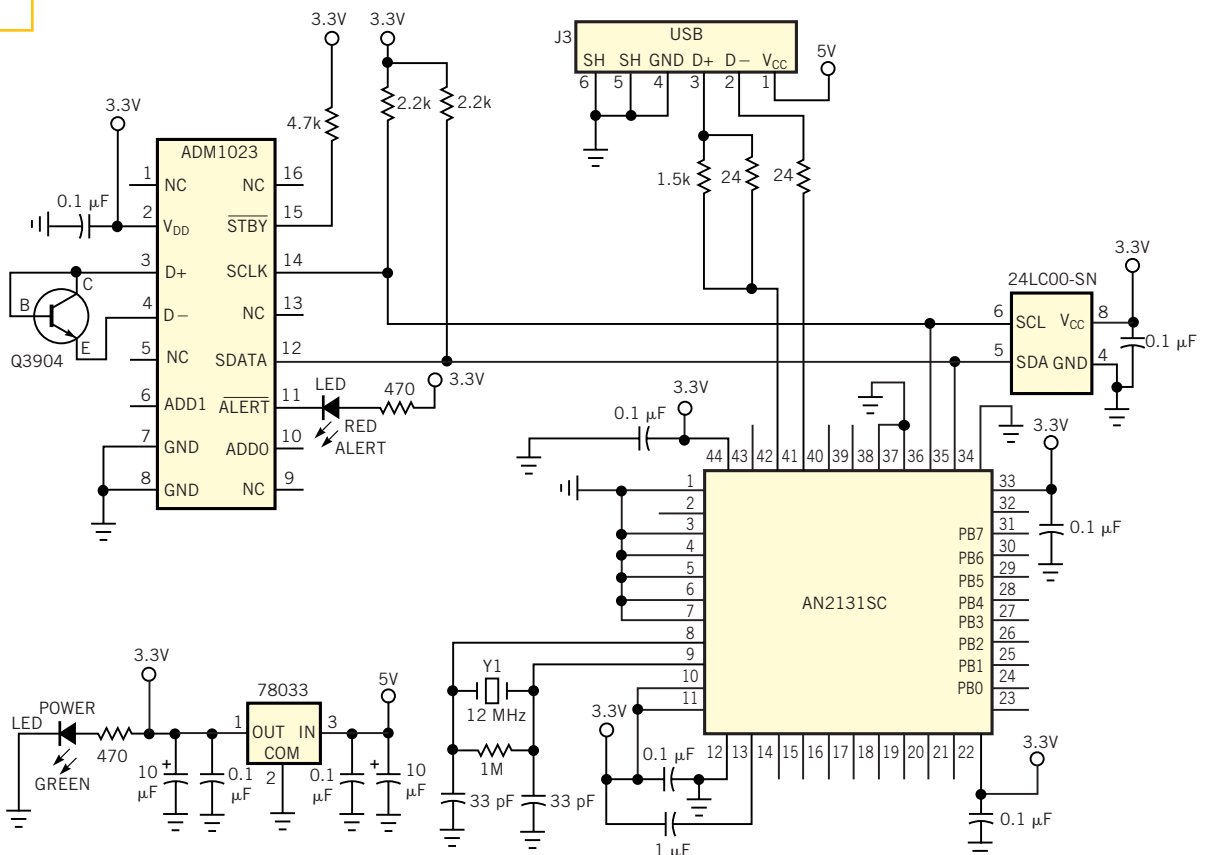 3.3V
3.3V
J3
USB
SH SH GND D+ D− VCC
6 5 4 3 2 1
5V
3.3V
2.2k
2.2k
4.7k
ADM1023
1 NC
NC 16
0.1 µF
2 VDD
STBY 15
3 D+
SCLK 14
4 D−
NC 13
5 NC
SDATA 12
6 ADD1
ALERT 11
7 GND
ADD0 10
8 GND
NC 9
B
C
E
Q3904
LED
RED
ALERT
470
3.3V
1.5k
24
24
3.3V
24LC00-SN
6 SCL
VCC 8
5 SDA
GND 4
0.1 µF
3.3V
0.1 µF
44 43 42 41 40 39 38 37 36 35 34
3.3V
0.1 µF
1
2
3
4
5
6
7
8
9
10
11
AN2131SC
33
32
PB7 31
PB6 30
PB5 29
PB4 28
PB3 27
PB2 26
PB1 25
PB0 24
23
12 13 14 15 16 17 18 19 20 21 22
3.3V
0.1 µF
Y1
12 MHz
1M
33 pF
33 pF
3.3V
0.1 µF
1 µF
3.3V
5V
POWER
LED
GREEN
470
78033
1 OUT
IN 3
COM
2
+
10
µF
0.1
µF
0.1
µF
+
10
µF